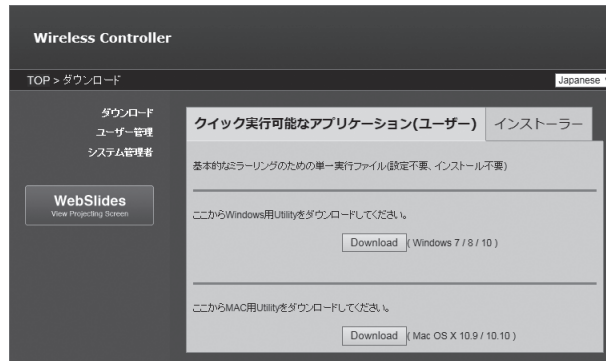 Wireless Controller
TOP > ダウンロード
Japanese
ダウンロード
ユーザー管理
システム管理者
WebSlides
View Projecting Screen
クイック実行可能なアプリケーション(ユーザー)
インストーラー
基本的なミラーリングのための単一実行ファイル(設定不要、インストール不要)
ここからWindows用Utilityをダウンロードしてください。
Download ( Windows 7 / 8 / 10 )
ここからMAC用Utilityをダウンロードしてください。
Download ( Mac OS X 10.9 / 10.10 )